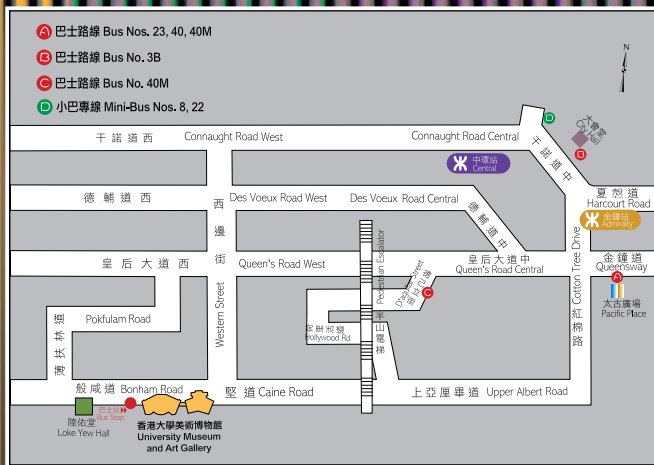 A 巴士路線 Bus Nos. 23, 40, 40M
B 巴士路線 Bus No. 3B
C 巴士路線 Bus No. 40M
D 小巴專線 Mini-Bus Nos. 8, 22
N
D
大會堂
City Hall
B
干諾道西 Connaught Road West
Connaught Road Central
干諾道中
中環站
Central
夏慤道
Harcourt Road
德輔道西 Des Voeux Road West
Des Voeux Road Central
德輔道中
金鐘站
Admiralty
西邊街
Western Street
皇后大道西 Queen's Road West
皇后大道中
Queen's Road Central
金鐘道
Queensway
A
太古廣場
Pacific Place
Cotton Tree Drive
紅棉路
Pedestrian Escalator
半山電梯
D'aguilar Street
德己立街
C
荷里活道
Hollywood Rd
Pokfulam Road
薄扶林道
般咸道 Bonham Road
堅道 Caine Road
上亞厘畢道 Upper Albert Road
陸佑堂
Loke Yew Hall
巴士站
Bus Stop
香港大學美術博物館
University Museum
and Art Gallery